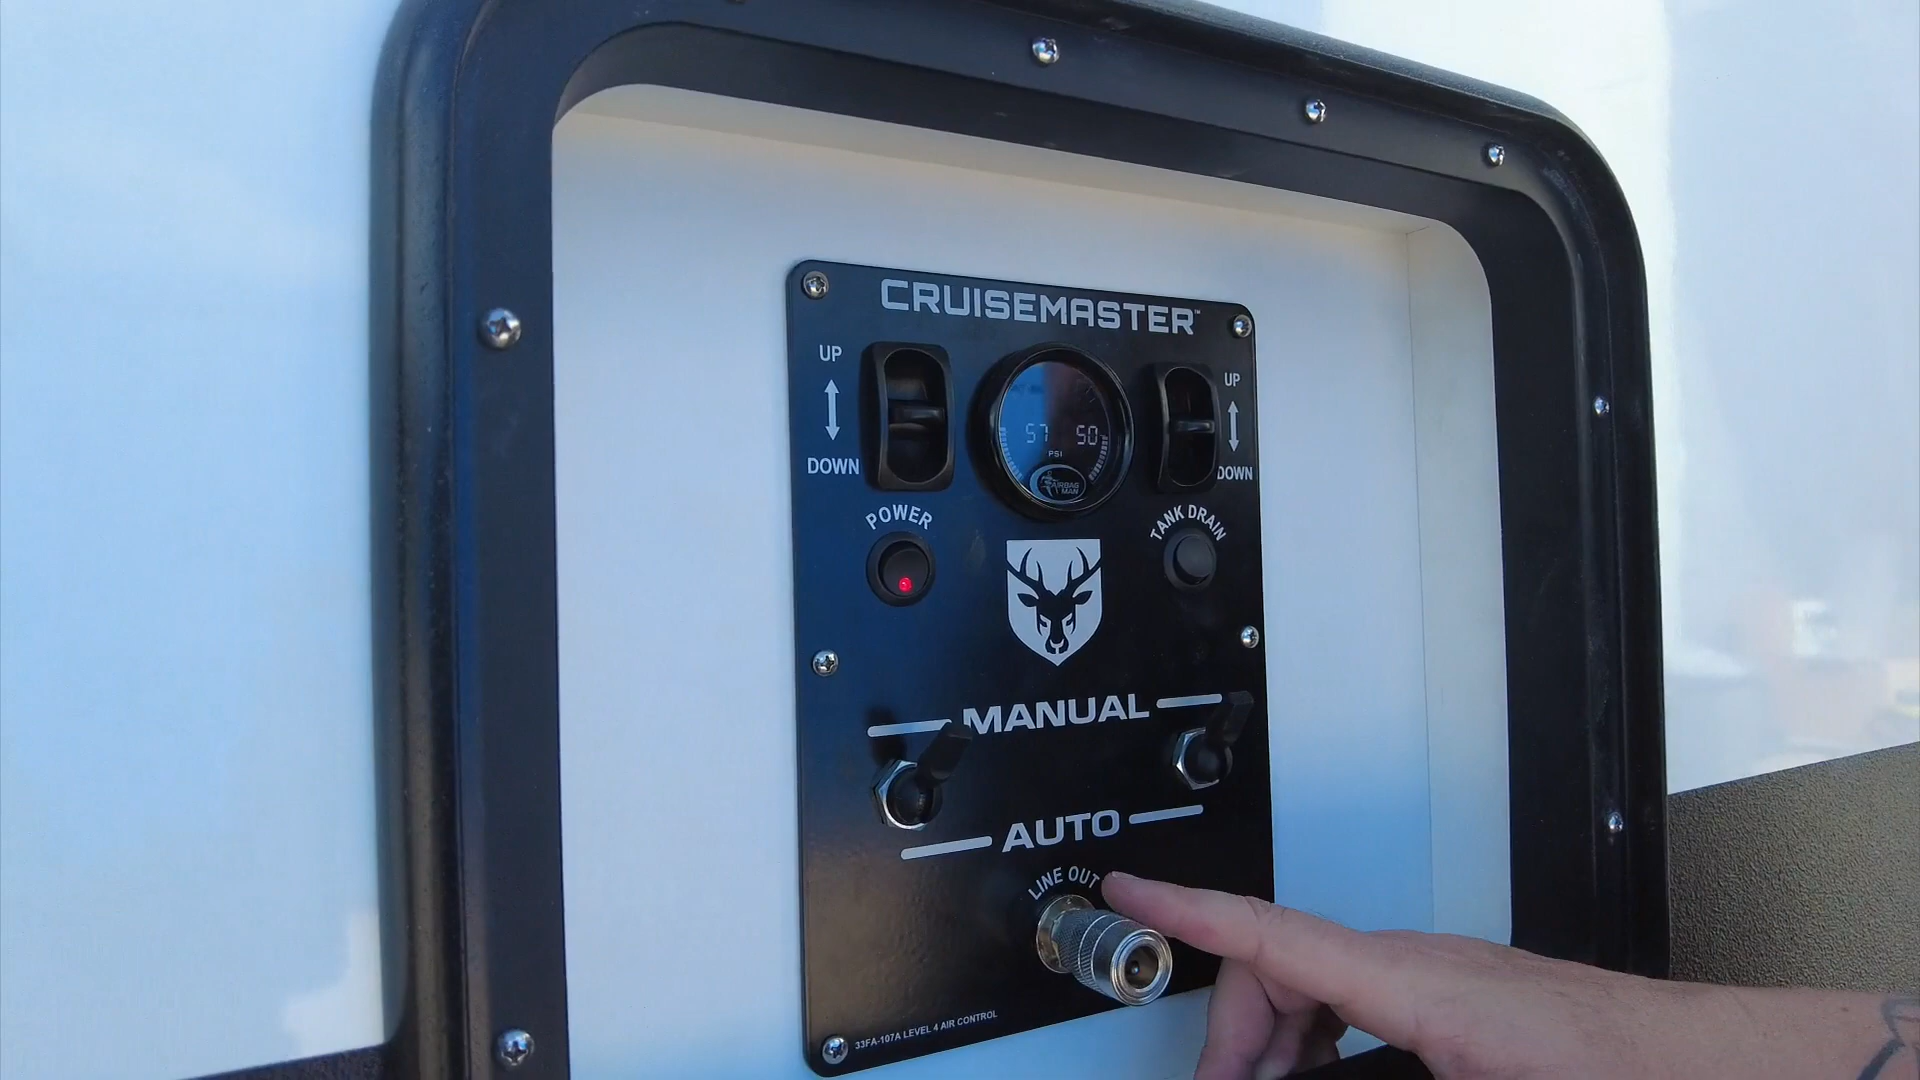 CRUISEMASTER™
UP
DOWN
57 50
PSI
AIRBAG
MAN
UP
DOWN
POWER
TANK DRAIN
MANUAL
AUTO
LINE OUT
33FA-107A LEVEL 4 AIR CONTROL